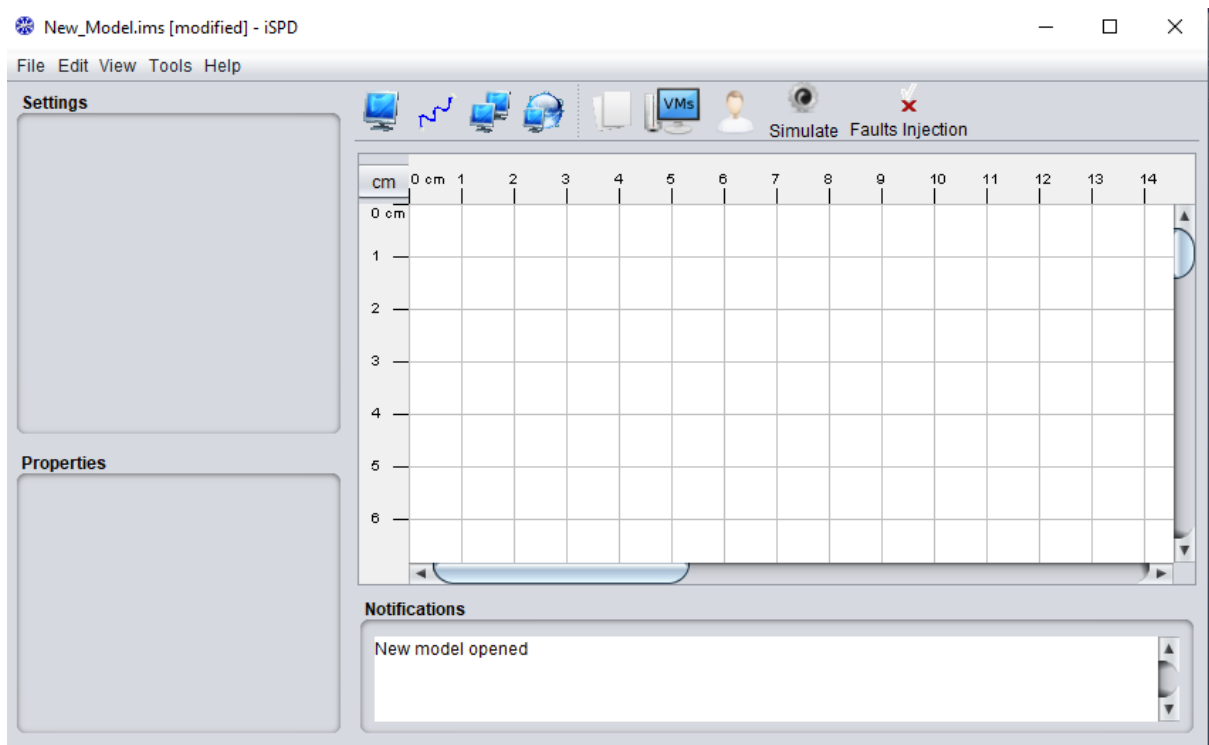 New_Model.ims [modified] - iSPD
File Edit View Tools Help
Settings
VMs
Simulate Faults Injection
cm 0 cm 1 2 3 4 5 6 7 8 9 10 11 12 13 14
0 cm
1
2
3
4
5
6
Properties
Notifications
New model opened